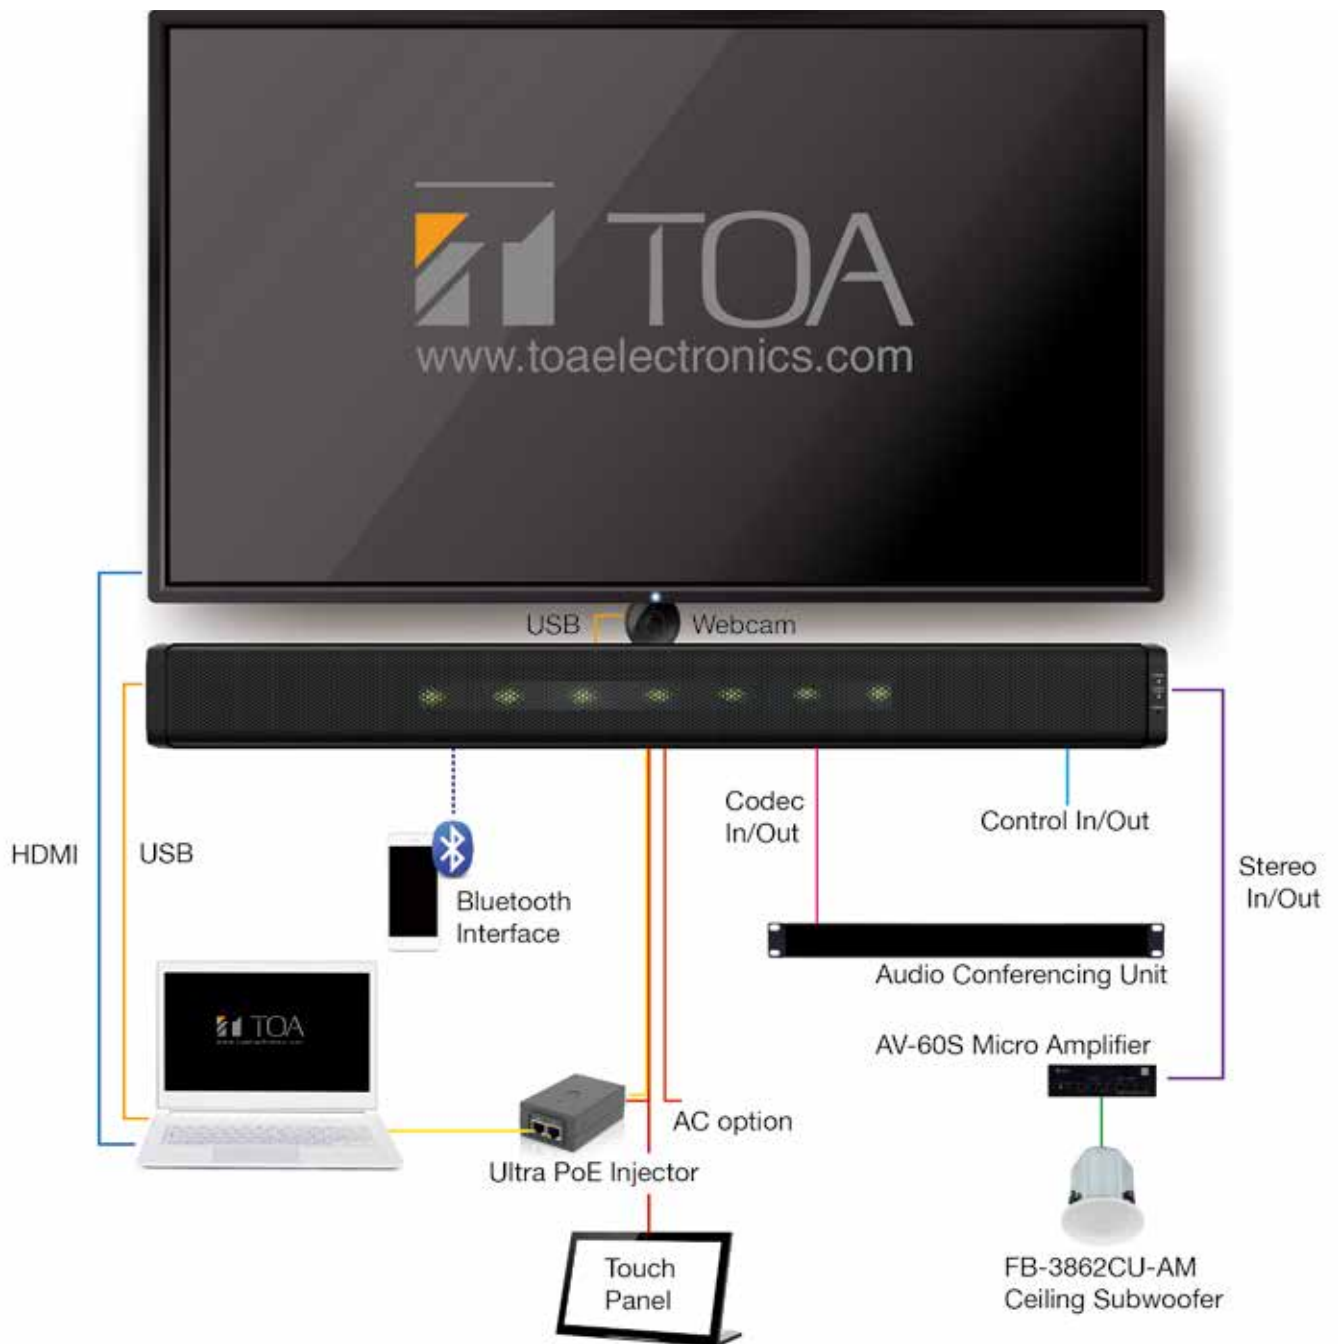 TOA
www.toaelectronics.com
USB
Webcam
HDMI
USB
Bluetooth
Interface
Codec
In/Out
Control In/Out
Stereo
In/Out
Audio Conferencing Unit
AV-60S Micro Amplifier
TOA
AC option
Ultra PoE Injector
Touch
Panel
FB-3862CU-AM
Ceiling Subwoofer